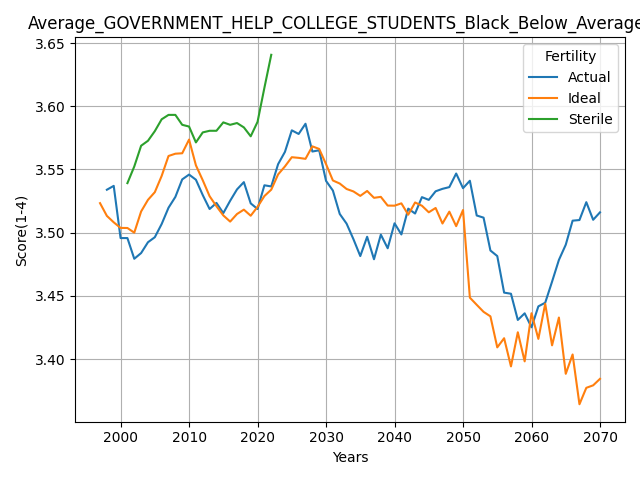 Average_GOVERNMENT_HELP_COLLEGE_STUDENTS_Black_Below_Average
3.65
3.60
3.55
3.50
3.45
3.40
Score(1-4)
Fertility
Actual
Ideal
Sterile
2000 2010 2020 2030 2040 2050 2060 2070
Years